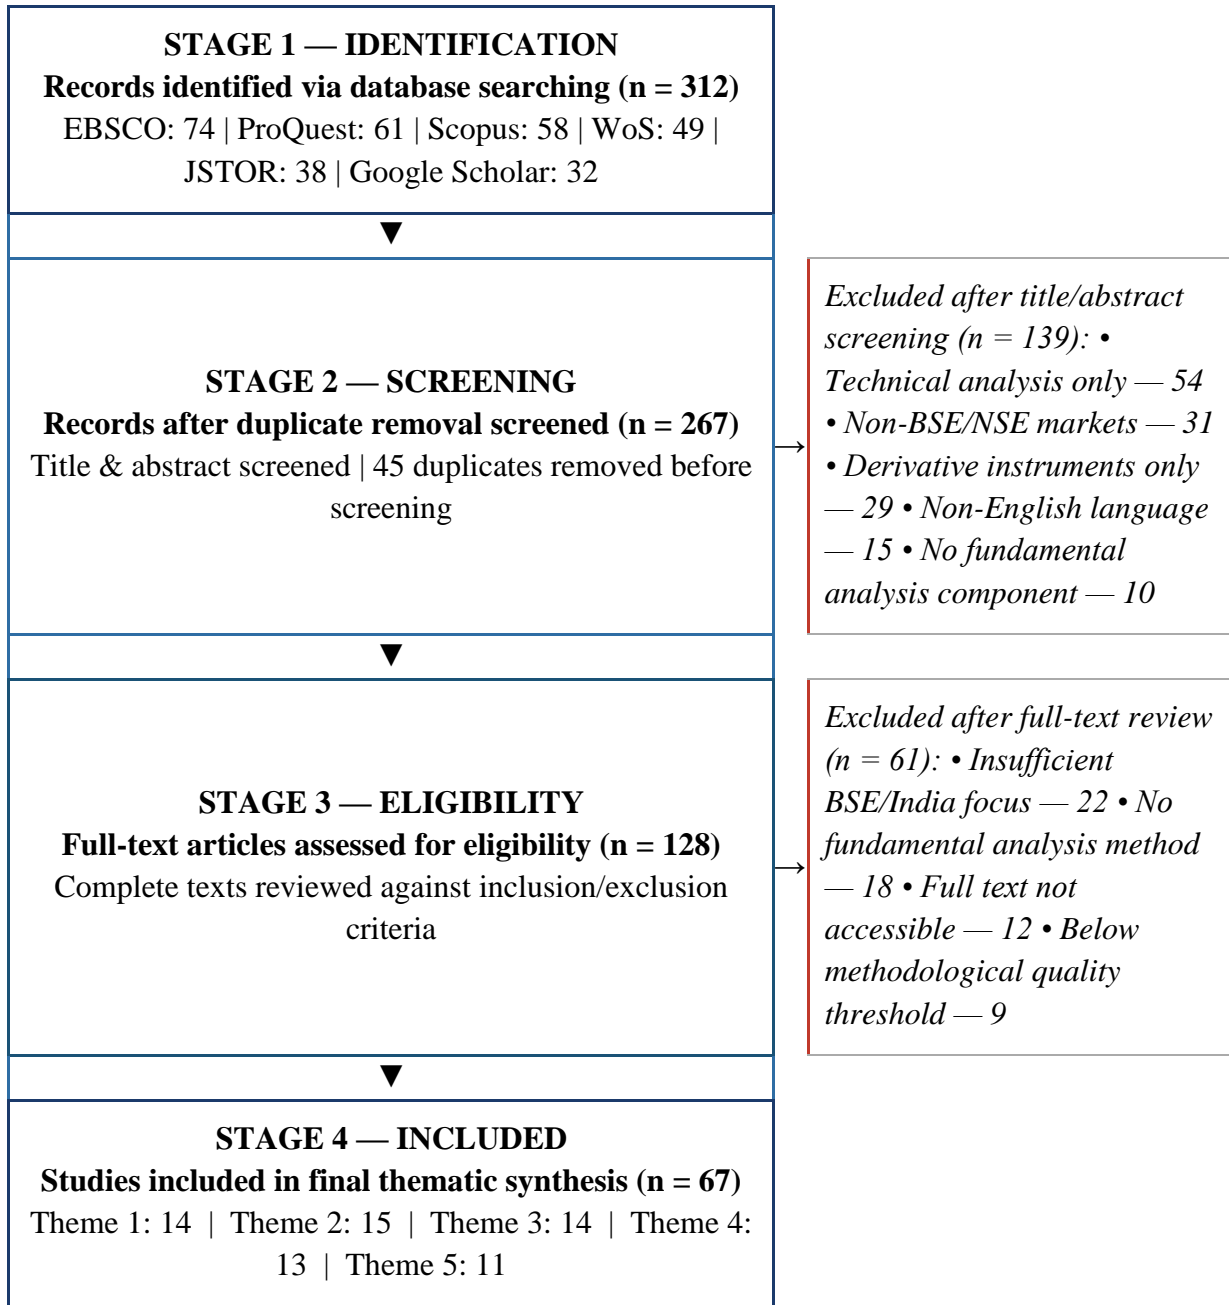 STAGE 1 — IDENTIFICATION
Records identified via database searching (n = 312)
EBSCO: 74 | ProQuest: 61 | Scopus: 58 | WoS: 49 |
JSTOR: 38 | Google Scholar: 32
▼
STAGE 2 — SCREENING
Records after duplicate removal screened (n = 267)
Title & abstract screened | 45 duplicates removed before
screening
→
Excluded after title/abstract
screening (n = 139): •
Technical analysis only — 54
• Non-BSE/NSE markets — 31
• Derivative instruments only
— 29 • Non-English language
— 15 • No fundamental
analysis component — 10
▼
STAGE 3 — ELIGIBILITY
Full-text articles assessed for eligibility (n = 128)
Complete texts reviewed against inclusion/exclusion
criteria
→
Excluded after full-text review
(n = 61): • Insufficient
BSE/India focus — 22 • No
fundamental analysis method
— 18 • Full text not
accessible — 12 • Below
methodological quality
threshold — 9
▼
STAGE 4 — INCLUDED
Studies included in final thematic synthesis (n = 67)
Theme 1: 14 | Theme 2: 15 | Theme 3: 14 | Theme 4:
13 | Theme 5: 11